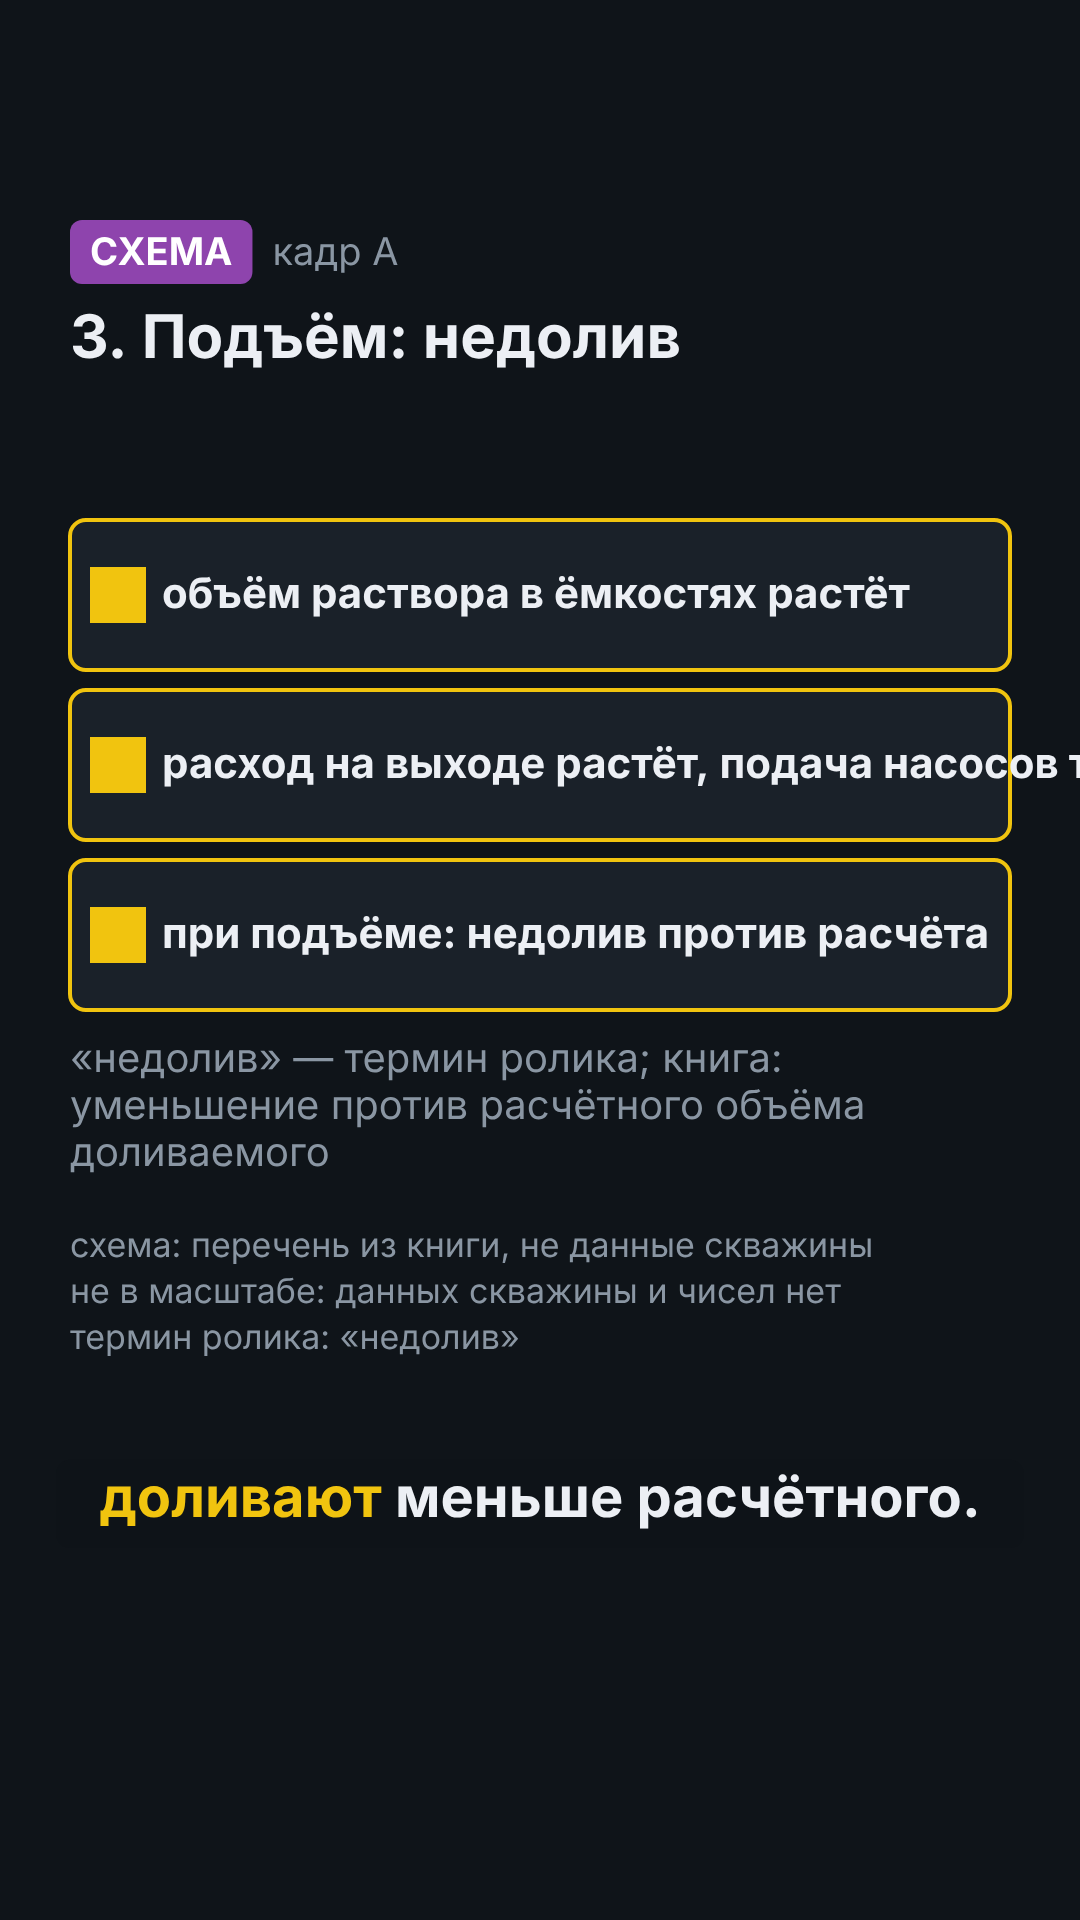 СХЕМА кадр А
3. Подъём: недолив
объём раствора в ёмкостях растёт
расход на выходе растёт, подача насосов
при подъёме: недолив против расчёта
«недолив» — термин ролика; книга:
уменьшение против расчётного объёма
доливаемого
схема: перечень из книги, не данные скважины
не в масштабе: данных скважины и чисел нет
термин ролика: «недолив»
доливают меньше расчётного.